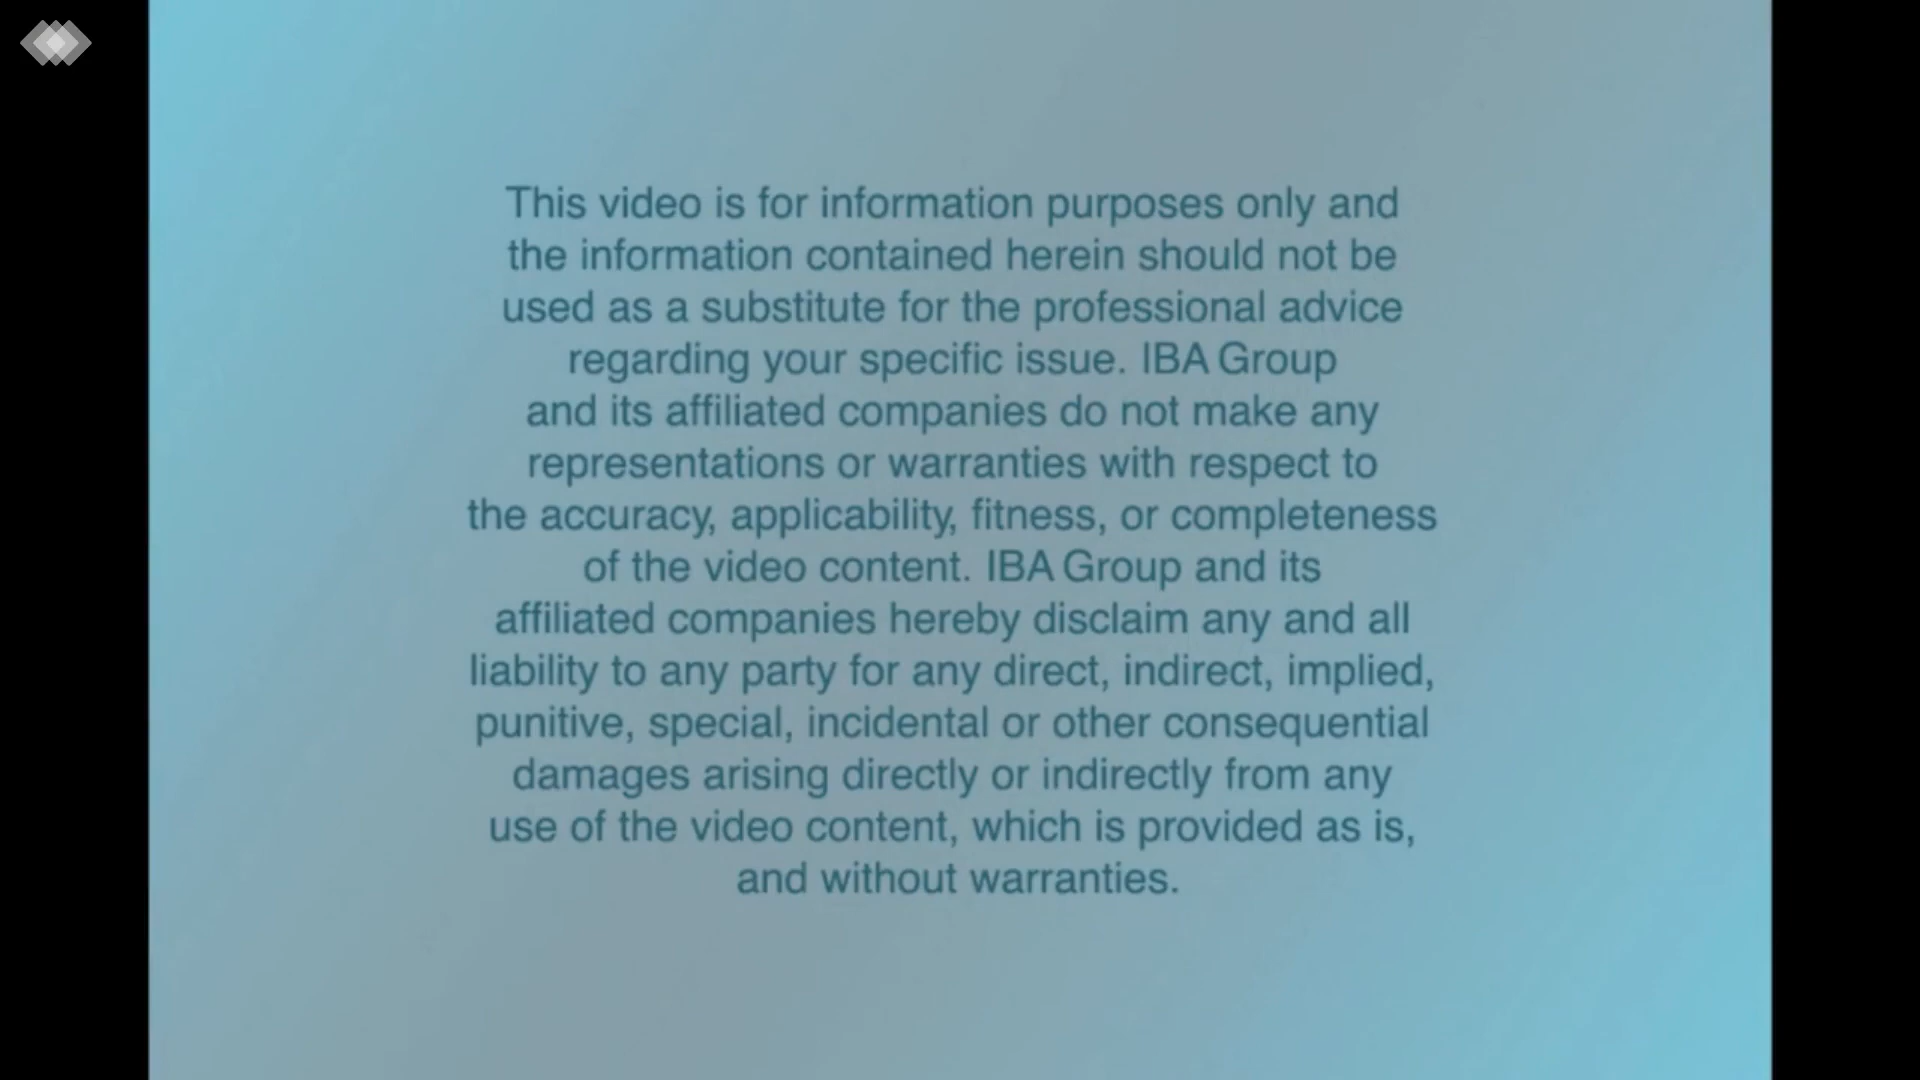 This video is for information purposes only and
the information contained herein should not be
used as a substitute for the professional advice
regarding your specific issue. IBA Group
and its affiliated companies do not make any
representations or warranties with respect to
the accuracy, applicability, fitness, or completeness
of the video content. IBA Group and its
affiliated companies hereby disclaim any and all
liability to any party for any direct, indirect, implied,
punitive, special, incidental or other consequential
damages arising directly or indirectly from any
use of the video content, which is provided as is,
and without warranties.